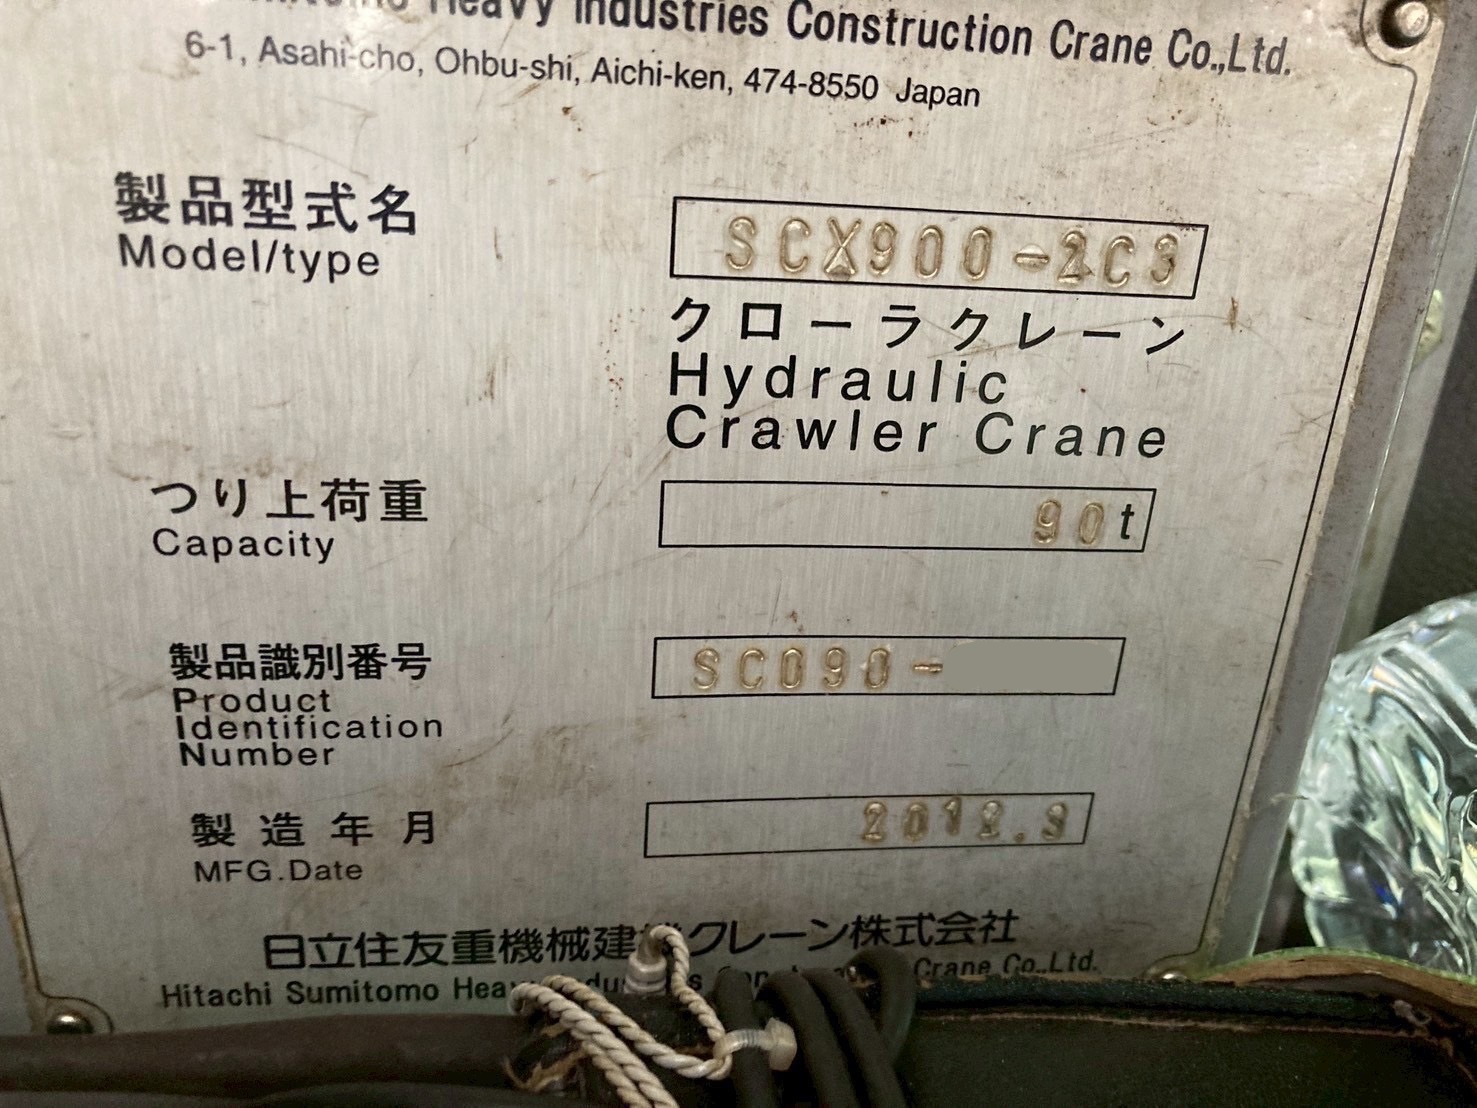 Heavy Industries Construction Crane Co.,Ltd.
6-1, Asahi-cho, Ohbu-shi, Aichi-ken, 474-8550 Japan
製品型式名
Model/type
SCX900-2C3
クローラクレーン
Hydraulic
Crawler Crane
つり上荷重
Capacity
90t
製品識別番号
Product
Identification
Number
SC090-
製造年月
MFG.Date
2012.3
日立住友重機械建機クレーン株式会社
Hitachi Sumitomo Crane Co.,Ltd.